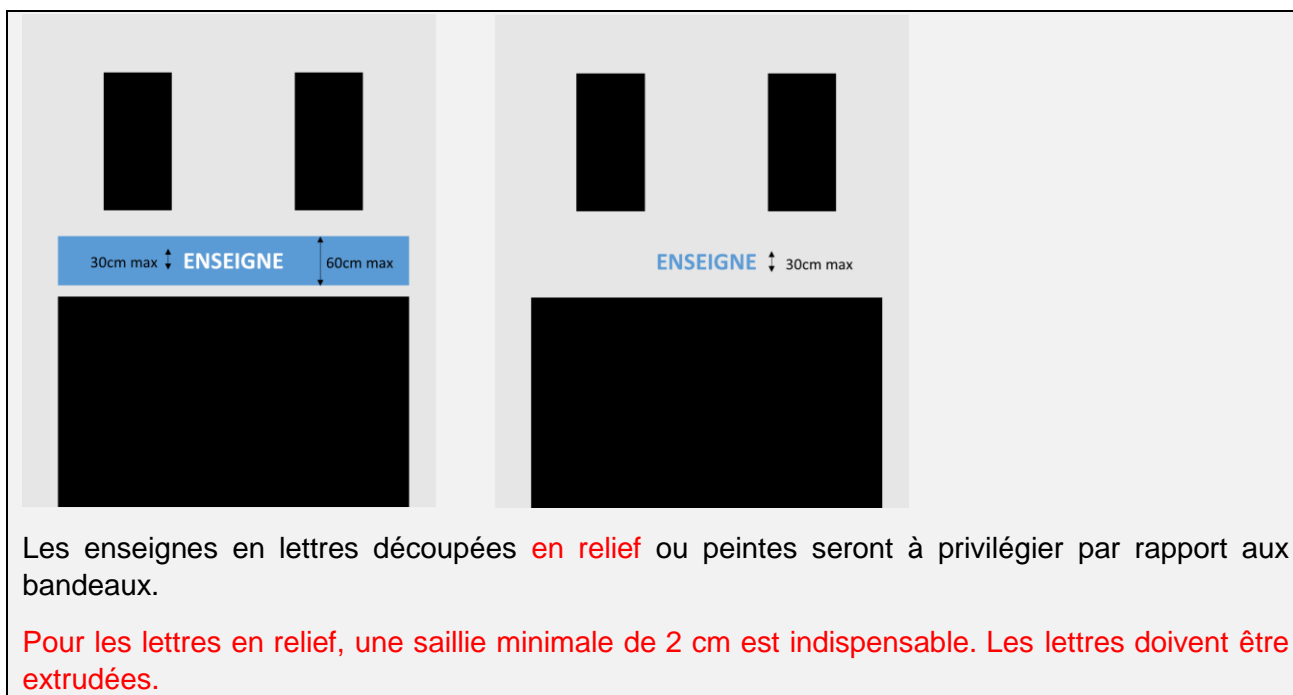 30cm max ENSEIGNE 60cm max
ENSEIGNE 30cm max
Les enseignes en lettres découpées en relief ou peintes seront à privilégier par rapport aux
bandeaux.
Pour les lettres en relief, une saillie minimale de 2 cm est indispensable. Les lettres doivent être
extrudées.